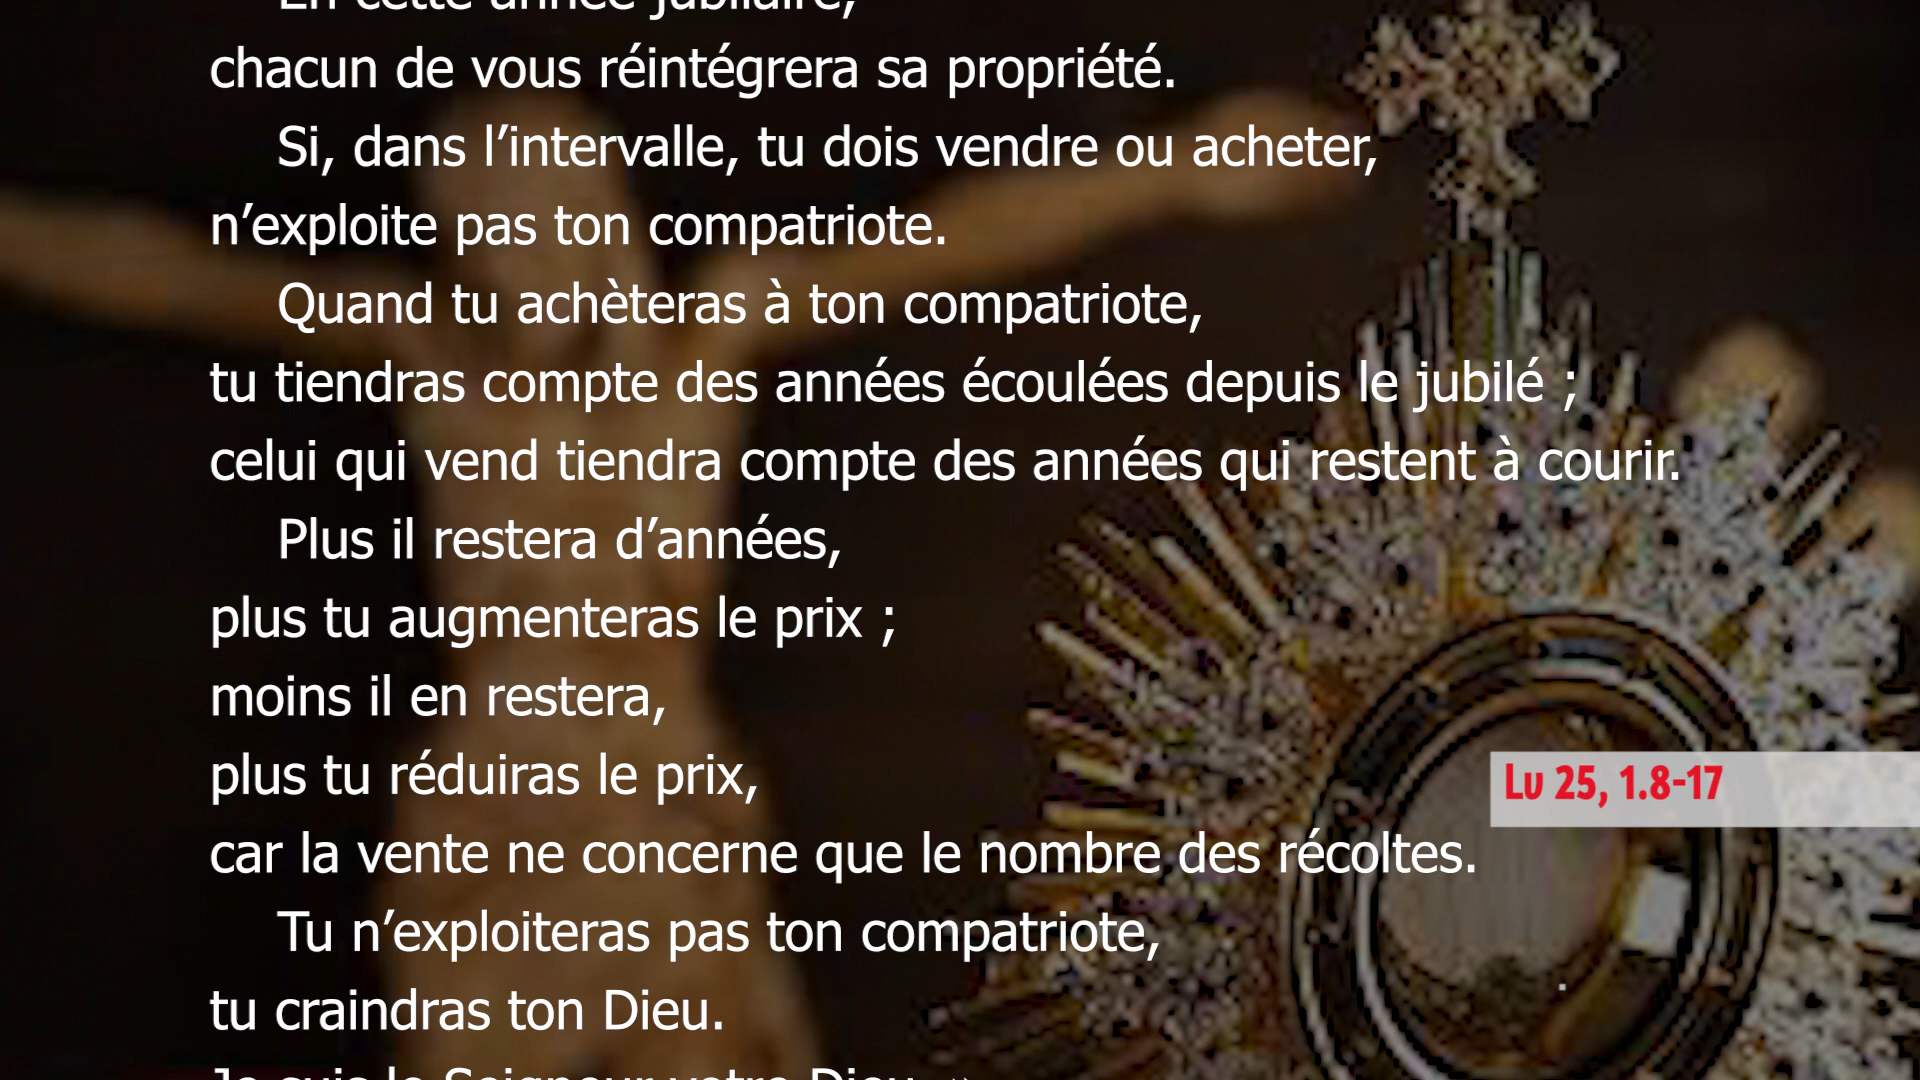 En cette année jubilaire,
chacun de vous réintégrera sa propriété.
Si, dans l’intervalle, tu dois vendre ou acheter,
n’exploite pas ton compatriote.
Quand tu achèteras à ton compatriote,
tu tiendras compte des années écoulées depuis le jubilé ;
celui qui vend tiendra compte des années qui restent à courir.
Plus il restera d’années,
plus tu augmenteras le prix ;
moins il en restera,
plus tu réduiras le prix,
Lv 25, 1.8-17
car la vente ne concerne que le nombre des récoltes.
Tu n’exploiteras pas ton compatriote,
tu craindras ton Dieu.
Je suis le Seigneur votre Dieu. »